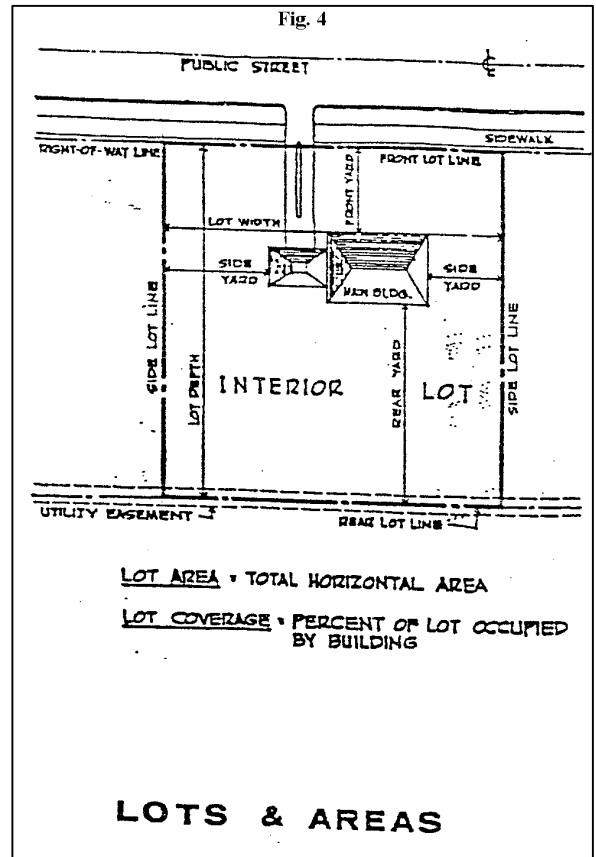 Fig. 4
PUBLIC STREET
SIDEWALK
RIGHT-OF-WAY LINE
FRONT LOT LINE
FRONT YARD
LOT WIDTH
SIDE YARD
MAIN BLDG.
SIDE YARD
SIDE LOT LINE
LOT DEPTH
INTERIOR LOT
REAR YARD
SIDE LOT LINE
UTILITY EASEMENT
REAR LOT LINE
LOT AREA = TOTAL HORIZONTAL AREA
LOT COVERAGE = PERCENT OF LOT OCCUPIED
BY BUILDING
LOTS & AREAS